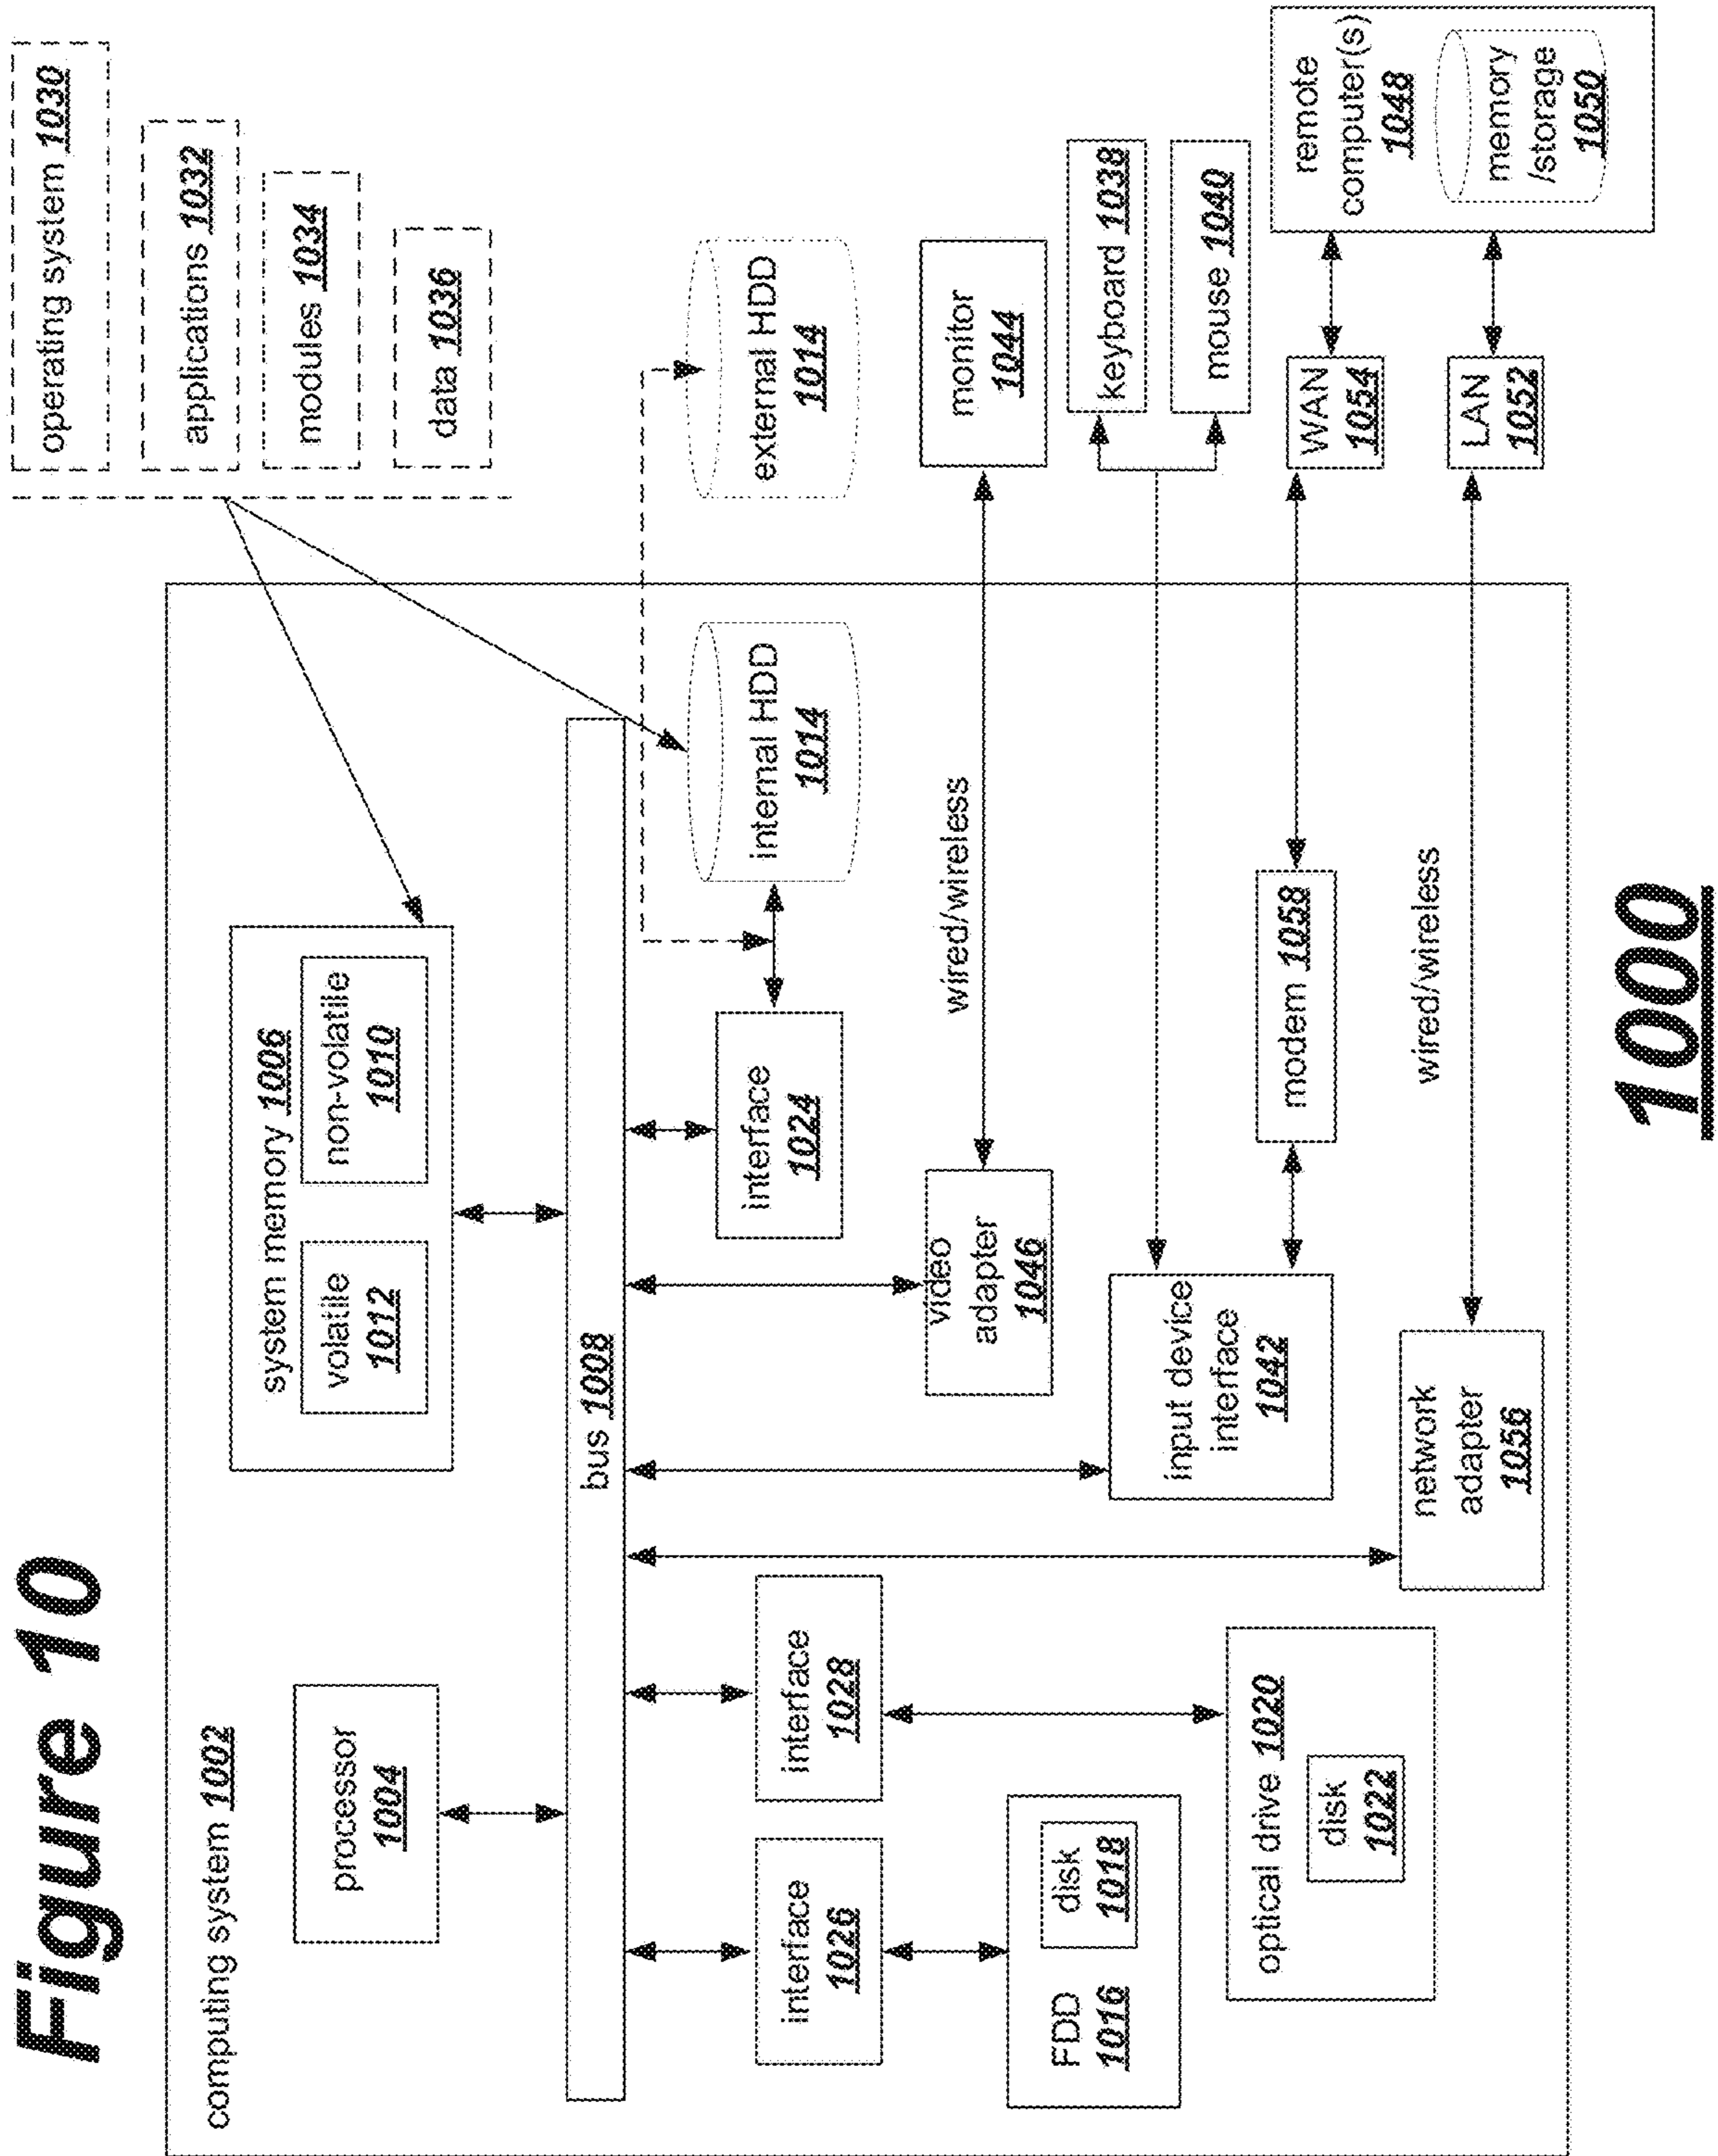 Figure 10
computing system 1002
processor
1004
system memory 1006
volatile
1012
non-volatile
1010
operating system 1030
applications 1032
modules 1034
data 1036
bus 1008
interface
1026
interface
1028
interface
1024
internal HDD
1014
external HDD
1014
FDD
1016
disk
1018
optical drive 1020
disk
1022
video
adapter
1046
wired/wireless
monitor
1044
input device
interface
1042
keyboard 1038
mouse 1040
modem 1058
WAN
1054
network
adapter
1056
wired/wireless
LAN
1052
remote
computer(s)
1048
memory
/storage
1050
1000